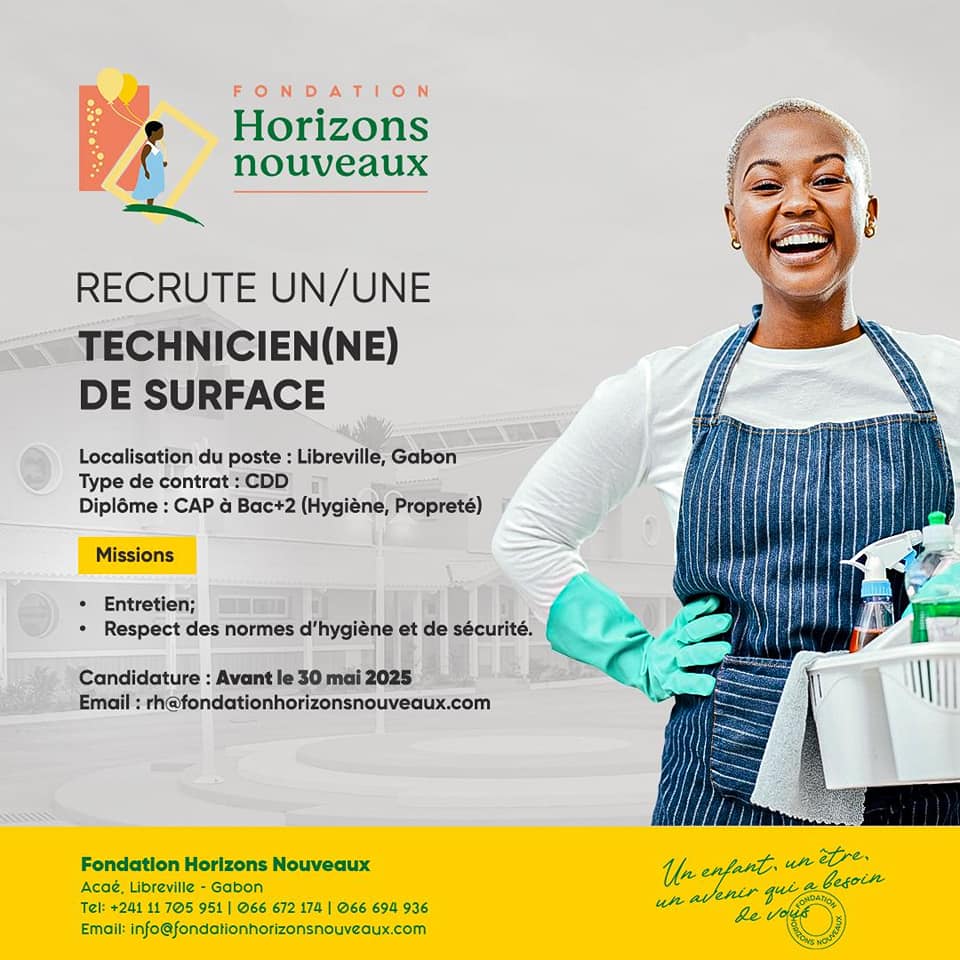 FONDATION
Horizons
nouveaux
RECRUTE UN/UNE
TECHNICIEN(NE)
DE SURFACE
Localisation du poste : Libreville, Gabon
Type de contrat : CDD
Diplôme : CAP à Bac+2 (Hygiène, Propreté)
Missions
• Entretien;
• Respect des normes d'hygiène et de sécurité.
Candidature : Avant le 30 mai 2025
Email : rh@fondationhorizonsnouveaux.com
Fondation Horizons Nouveaux
Acaé, Libreville - Gabon
Tel: +241 11 705 951 | 066 672 174 | 066 694 936
Email: info@fondationhorizonsnouveaux.com
Un enfant, un être,
un avenir qui a besoin
de vous
FONDATION
HORIZONS NOUVEAUX